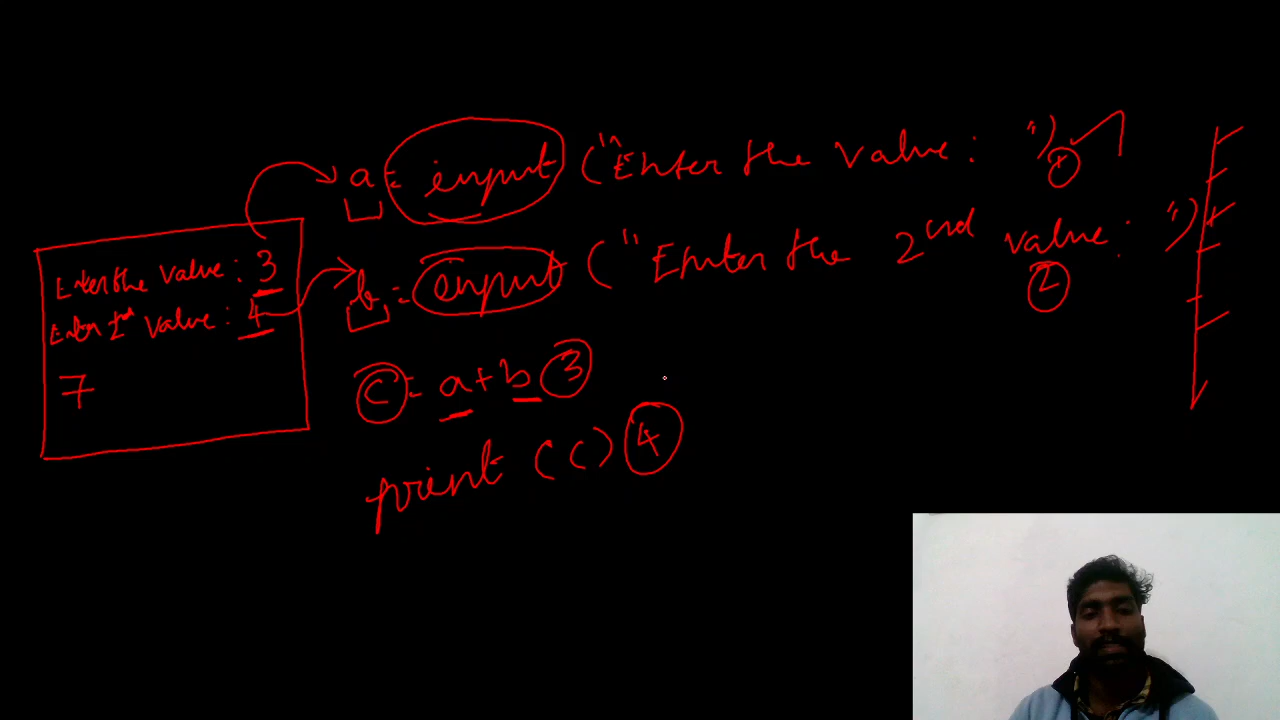 a = input ("Enter the value: ") 1
b = input ("Enter the 2nd value: ") 2
c = a + b 3
print (c) 4
Enter the value: 3
Enter 2nd value: 4
7